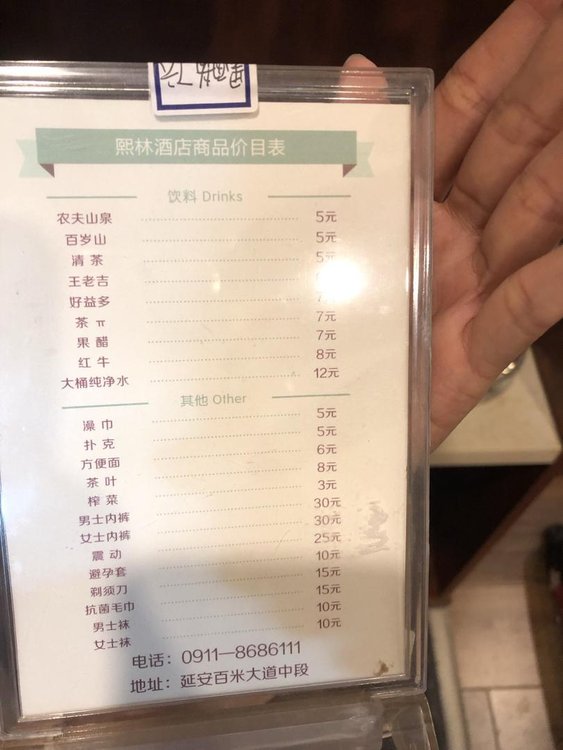 熙林酒店商品价目表
饮料 Drinks
农夫山泉 5元
百岁山 5元
清茶 5元
王老吉
好益多 7
茶π 7元
果醋 7元
红牛 8元
大桶纯净水 12元
其他 Other
澡巾 5元
扑克 5元
方便面 6元
茶叶 8元
榨菜 3元
男士内裤 30元
女士内裤 30元
震动 25元
避孕套 10元
剃须刀 15元
抗菌毛巾 15元
男士袜 10元
女士袜 10元
电话：0911—8686111
地址：延安百米大道中段